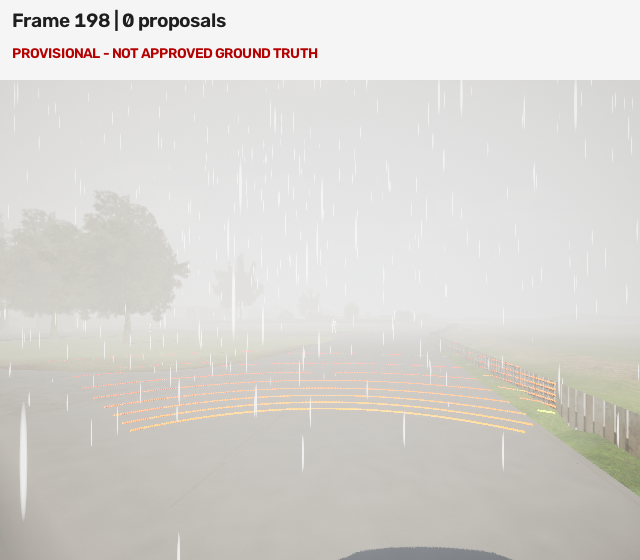 Frame 198 | 0 proposals
PROVISIONAL - NOT APPROVED GROUND TRUTH